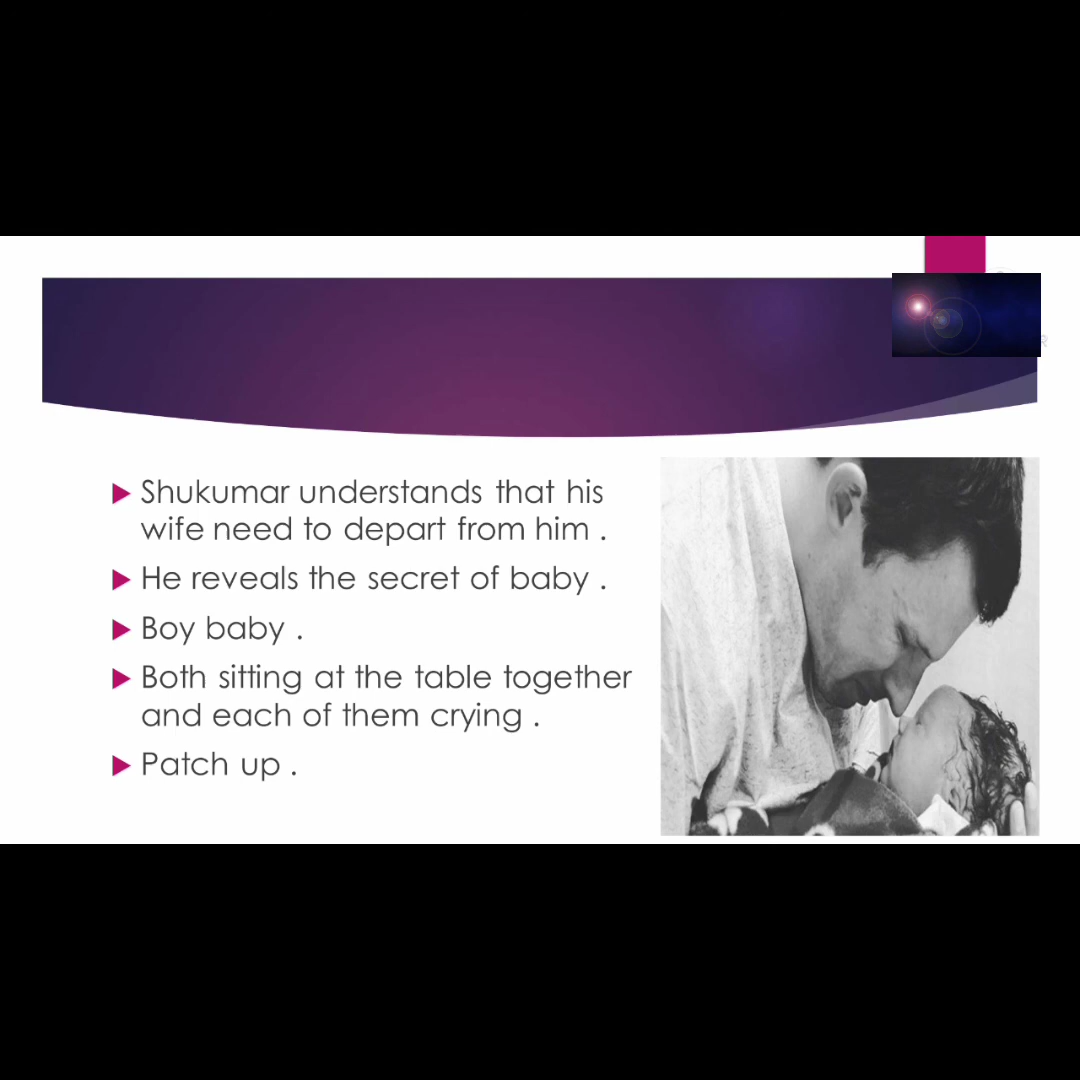 Shukumar understands that his
wife need to depart from him .
He reveals the secret of baby .
Boy baby .
Both sitting at the table together
and each of them crying .
Patch up .